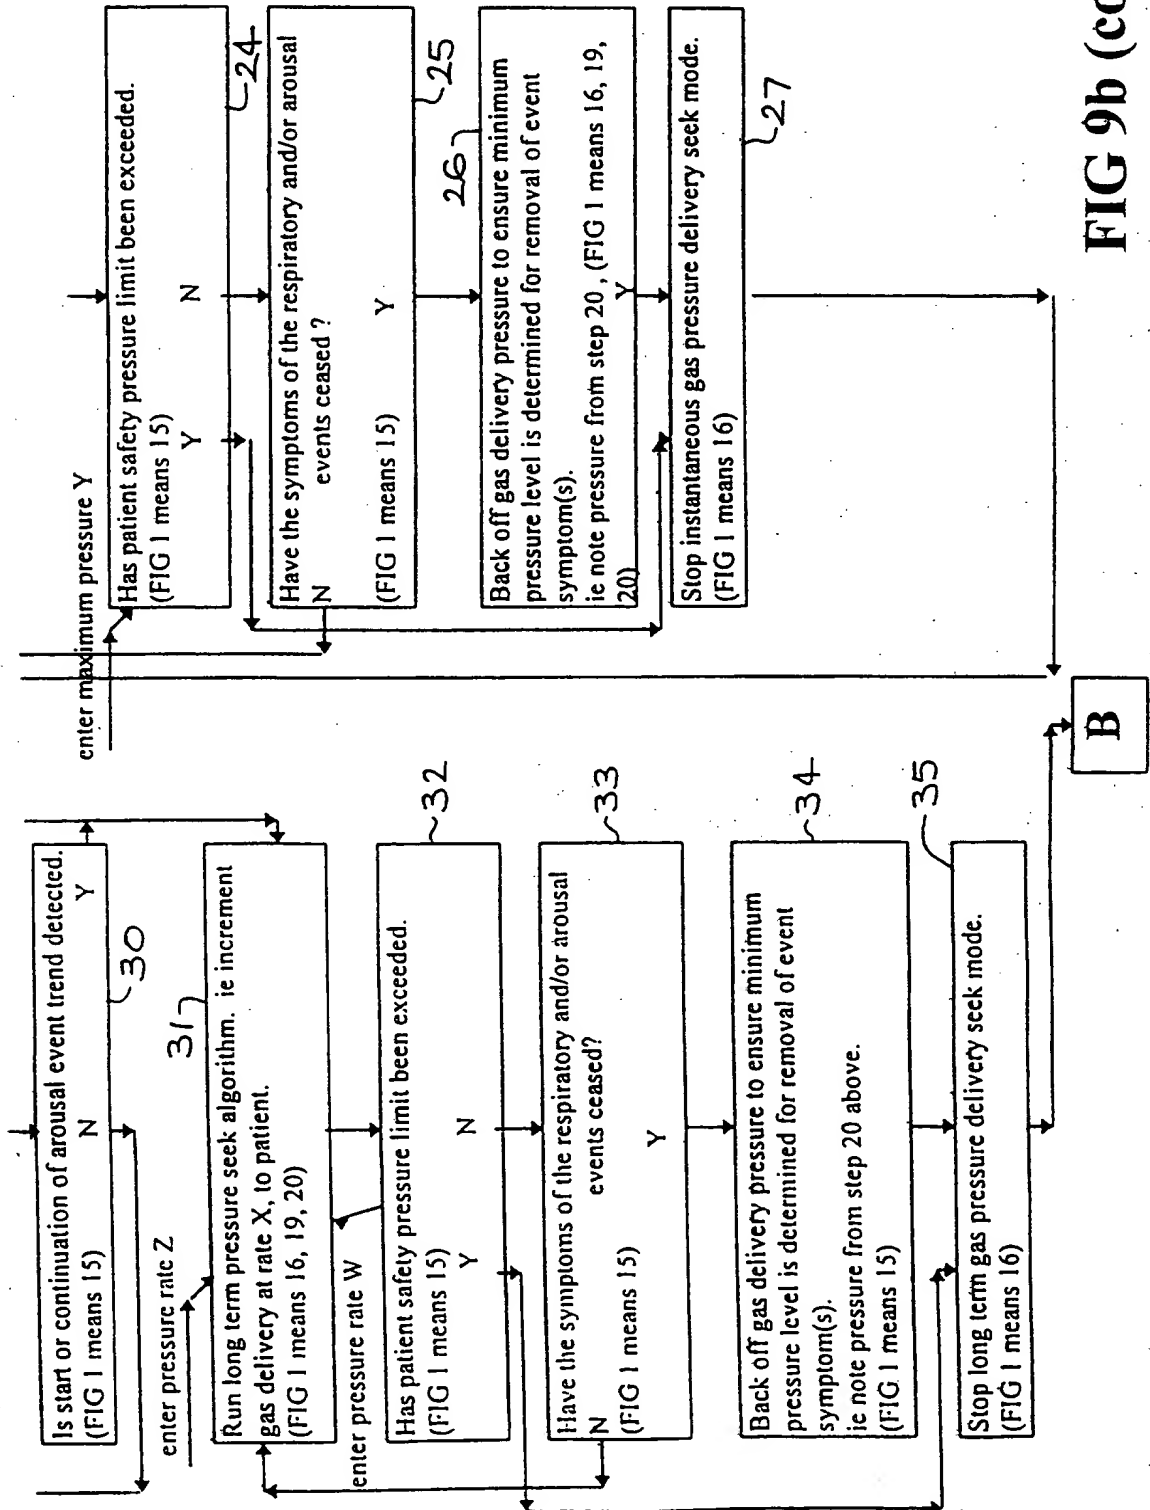 enter maximum pressure Y
Has patient safety pressure limit been exceeded.
(FIG 1 means 15)
Y N
24
Have the symptoms of the respiratory and/or arousal
N events ceased ?
(FIG 1 means 15) Y
25
26
Back off gas delivery pressure to ensure minimum
pressure level is determined for removal of event
symptom(s).
ie note pressure from step 20 , (FIG 1 means 16, 19,
20) Y
Stop instantaneous gas pressure delivery seek mode.
(FIG 1 means 16)
27
Is start or continuation of arousal event trend detected.
(FIG 1 means 15) N Y
30
enter pressure rate Z
31
Run long term pressure seek algorithm. ie increment
gas delivery at rate X, to patient.
(FIG 1 means 16, 19, 20)
enter pressure rate W
32
Has patient safety pressure limit been exceeded.
(FIG 1 means 15)
Y N
33
Have the symptoms of the respiratory and/or arousal
N events ceased?
(FIG 1 means 15) Y
34
Back off gas delivery pressure to ensure minimum
pressure level is determined for removal of event
symptom(s).
ie note pressure from step 20 above.
(FIG 1 means 15)
35
Stop long term gas pressure delivery seek mode.
(FIG 1 means 16)
B
FIG 9b (co